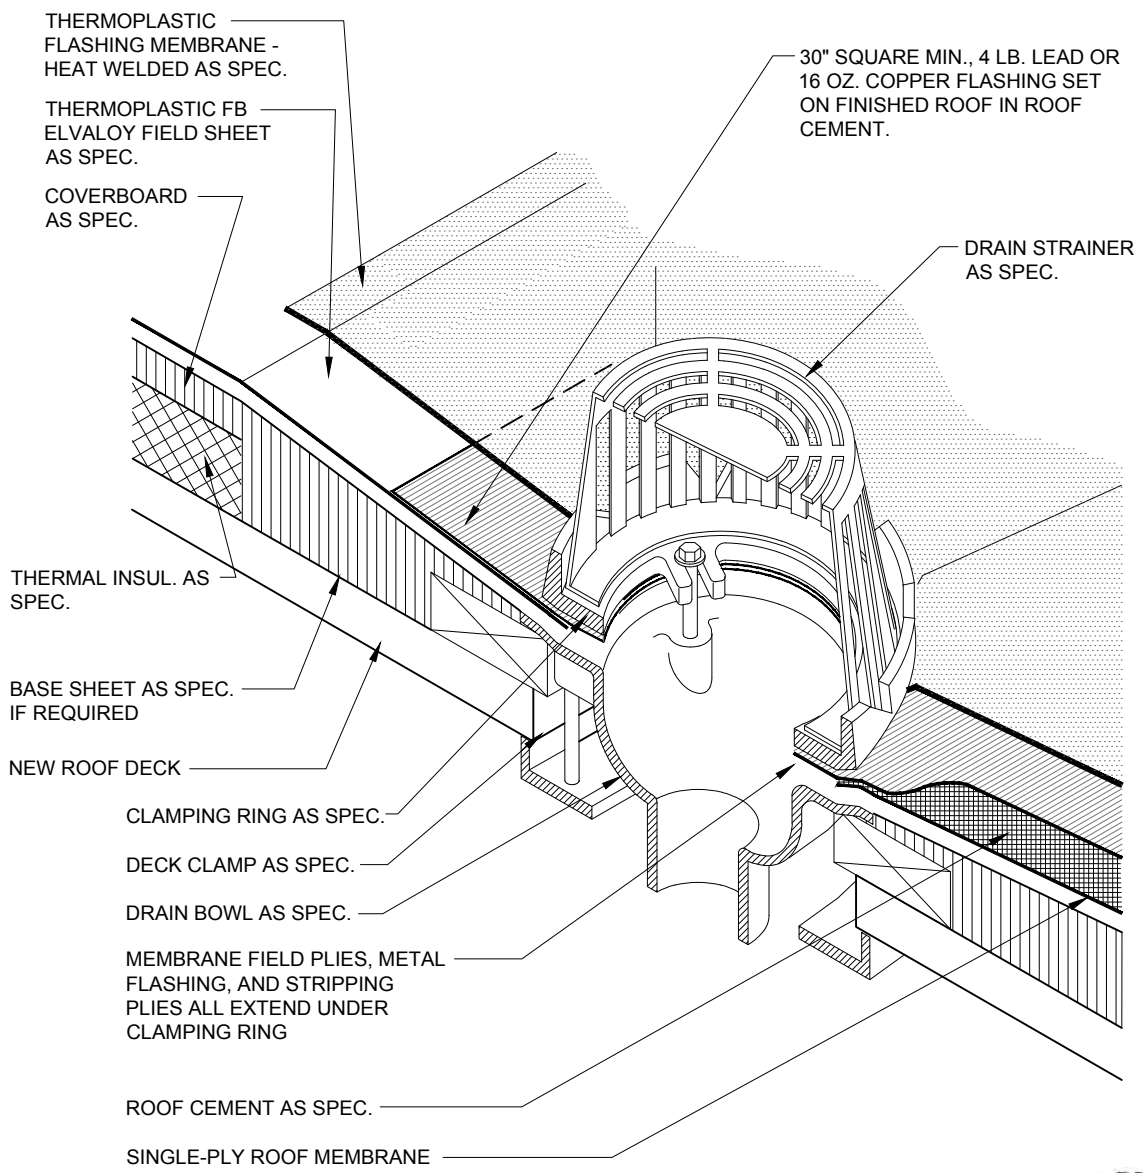 THERMOPLASTIC
FLASHING MEMBRANE -
HEAT WELDED AS SPEC.
THERMOPLASTIC FB
ELVALOY FIELD SHEET
AS SPEC.
COVERBOARD
AS SPEC.
30" SQUARE MIN., 4 LB. LEAD OR
16 OZ. COPPER FLASHING SET
ON FINISHED ROOF IN ROOF
CEMENT.
DRAIN STRAINER
AS SPEC.
THERMAL INSUL. AS
SPEC.
BASE SHEET AS SPEC.
IF REQUIRED
NEW ROOF DECK
CLAMPING RING AS SPEC.
DECK CLAMP AS SPEC.
DRAIN BOWL AS SPEC.
MEMBRANE FIELD PLIES, METAL
FLASHING, AND STRIPPING
PLIES ALL EXTEND UNDER
CLAMPING RING
ROOF CEMENT AS SPEC.
SINGLE-PLY ROOF MEMBRANE